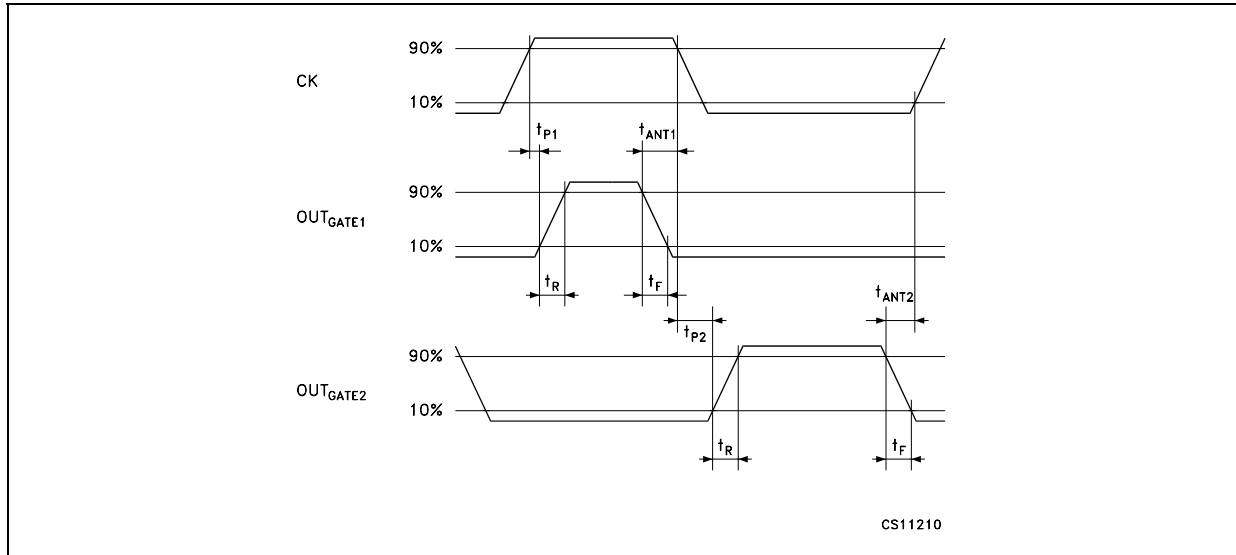 90%
CK
10%
tP1
tANT1
90%
OUTGATE1
10%
tR
tF
tANT2
tP2
90%
OUTGATE2
10%
tR
tF
CS11210